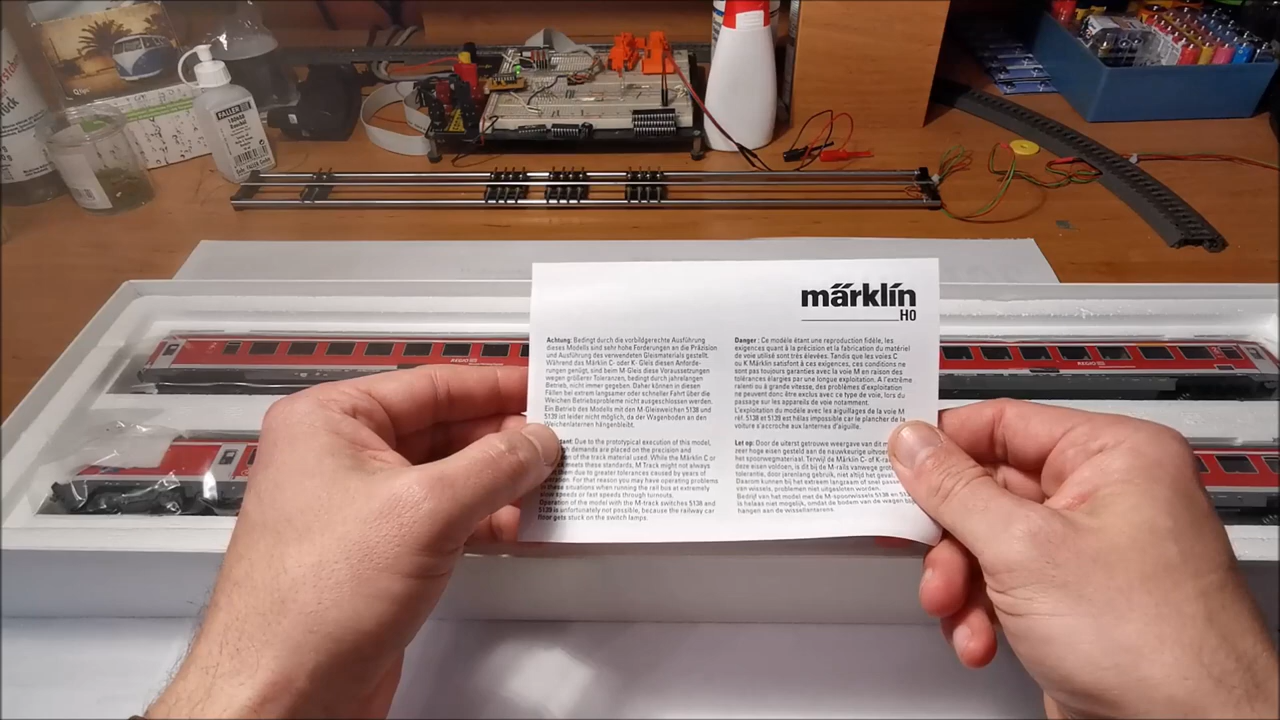 FALLER
märklín
H0
REGIO
REGIO
Achtung: Bedingt durch die vorbildgerechte Ausführung
dieses Modells sind sehr hohe Forderungen an die Präzision
und Ausführung des verwendeten Gleismaterials gestellt.
Während das Märklin C- oder K- Gleis diesen Anforde-
rungen genügt, sind beim M-Gleis diese Voraussetzungen
wegen größerer Toleranzen, bedingt durch jahrelangen
Betrieb, nicht immer gegeben. Daher können in diesen
Fällen bei extrem langsamer oder schneller Fahrt über die
Weichen Betriebsprobleme nicht ausgeschlossen werden.
Ein Betrieb des Modells mit den M-Gleisweichen 5138 und
5139 ist leider nicht möglich, da der Wagenboden an den
Weichenlaternen hängenbleibt.
Due to the prototypical execution of this model,
demands are placed on the precision and
of the track material used. While the Märklin C or
meets these standards, M Track might not always
them due to greater tolerances caused by years of
For that reason you may have operating problems
these situations when running the rail bus at extremely
speeds or fast speeds through turnouts.
Operation of the model with the M-track switches 5138 and
5139 is unfortunately not possible, because the railway car
floor gets stuck on the switch lamps.
Danger : Ce modèle étant une reproduction fidèle, les
exigences quant à la précision et la fabrication du matériel
de voie utilisé sont très élevées. Tandis que les voies C
ou K Märklin satisfont à ces exigences, ces conditions ne
sont pas toujours garanties avec la voie M en raison des
tolérances élargies par une longue exploitation. A l'extrême
ralenti ou à grande vitesse, des problèmes d'exploitation
ne peuvent donc être exclus avec ce type de voie, lors du
passage sur les appareils de voie notamment.
L'exploitation du modèle avec les aiguillages de la voie M
réf. 5138 et 5139 est hélas impossible car le plancher de la
voiture s'accroche aux lanternes d'aiguille.
Let op: Door de uiterst getrouwe weergave van dit
zeer hoge eisen gesteld aan de nauwkeurige
het spoorwegmateriaal. Terwijl de Märklin C- of K-
deze eisen voloen, is dit bij de M-rails vanwege
tolerantie, door jarenlang gebruik, niet altijd het geval.
Daarom kunnen bij extreem langzaam of snel
van wissels, problemen niet uitgesloten worden.
Bedrijf van het model met de M-spoorwissels 5138 en
is helaas niet mogelijk, omdat de bodem van de wagen
hangen aan de wissellantarens.